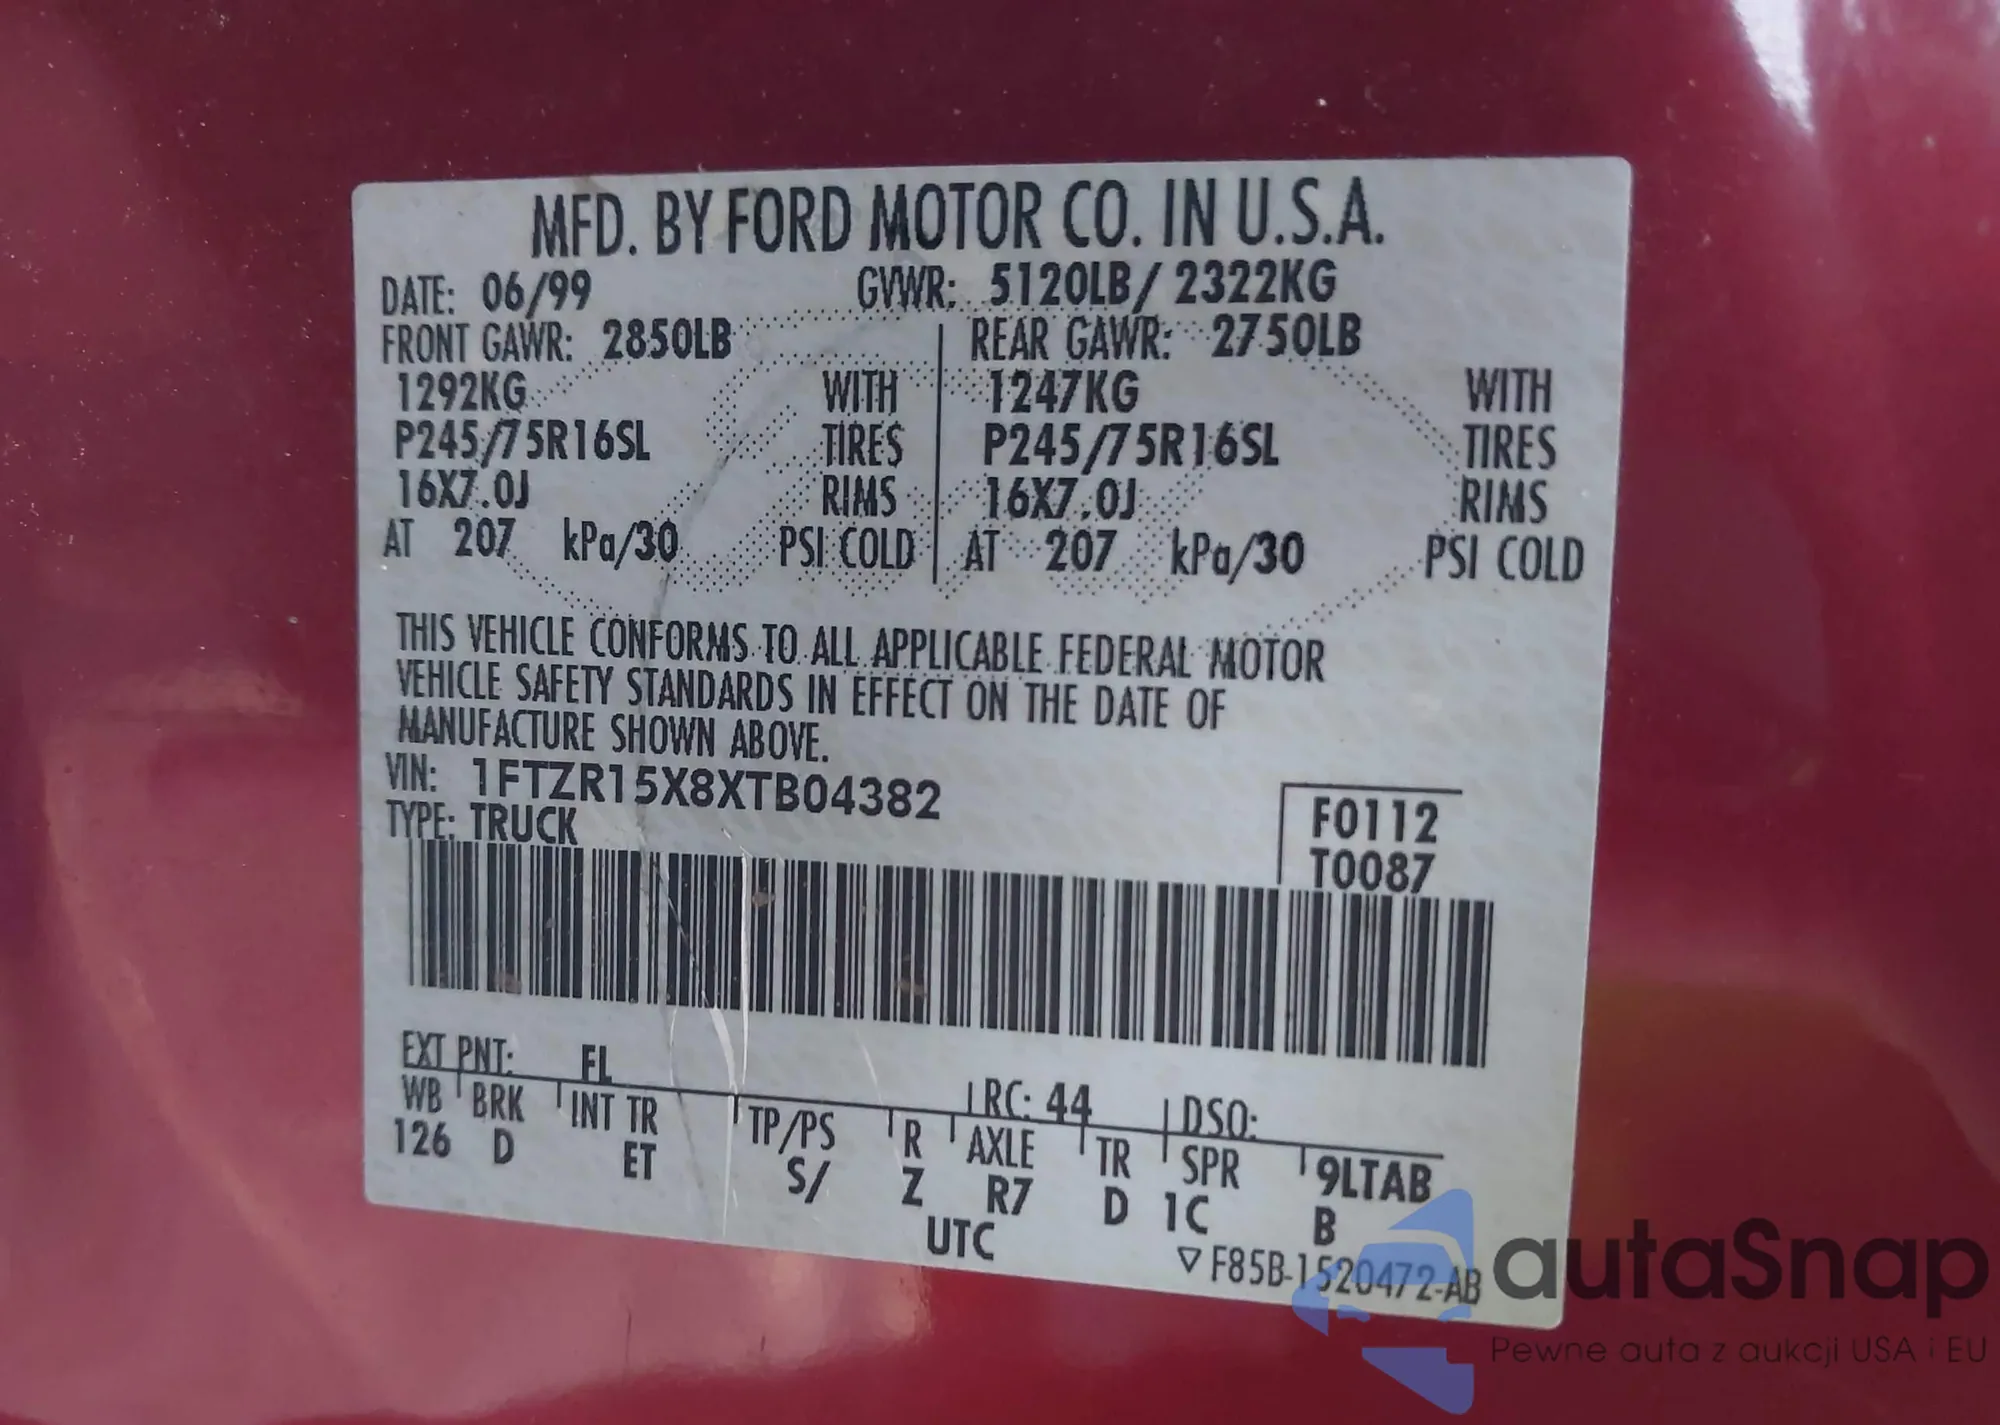 MFD. BY FORD MOTOR CO. IN U.S.A.
DATE: 06/99 GVWR: 5120LB/ 2322KG
FRONT GAWR: 2850LB REAR GAWR: 2750LB
1292KG WITH 1247KG WITH
P245/75R16SL TIRES P245/75R16SL TIRES
16X7.0J RIMS 16X7.0J RIMS
AT 207 kPa/30 PSI COLD AT 207 kPa/30 PSI COLD
THIS VEHICLE CONFORMS TO ALL APPLICABLE FEDERAL MOTOR
VEHICLE SAFETY STANDARDS IN EFFECT ON THE DATE OF
MANUFACTURE SHOWN ABOVE.
VIN: 1FTZR15X8XTB04382
F0112
TYPE: TRUCK
T0087
EXT PNT: FL RC: 44 DSO:
WB BRK INT TR TP/PS R AXLE TR SPR 9LTAB
126 D ET S/ Z R7 D 1C B
UTC
▽ F85B-1520472-AB
autaSnap
Pewne auta z aukcji USA i EU